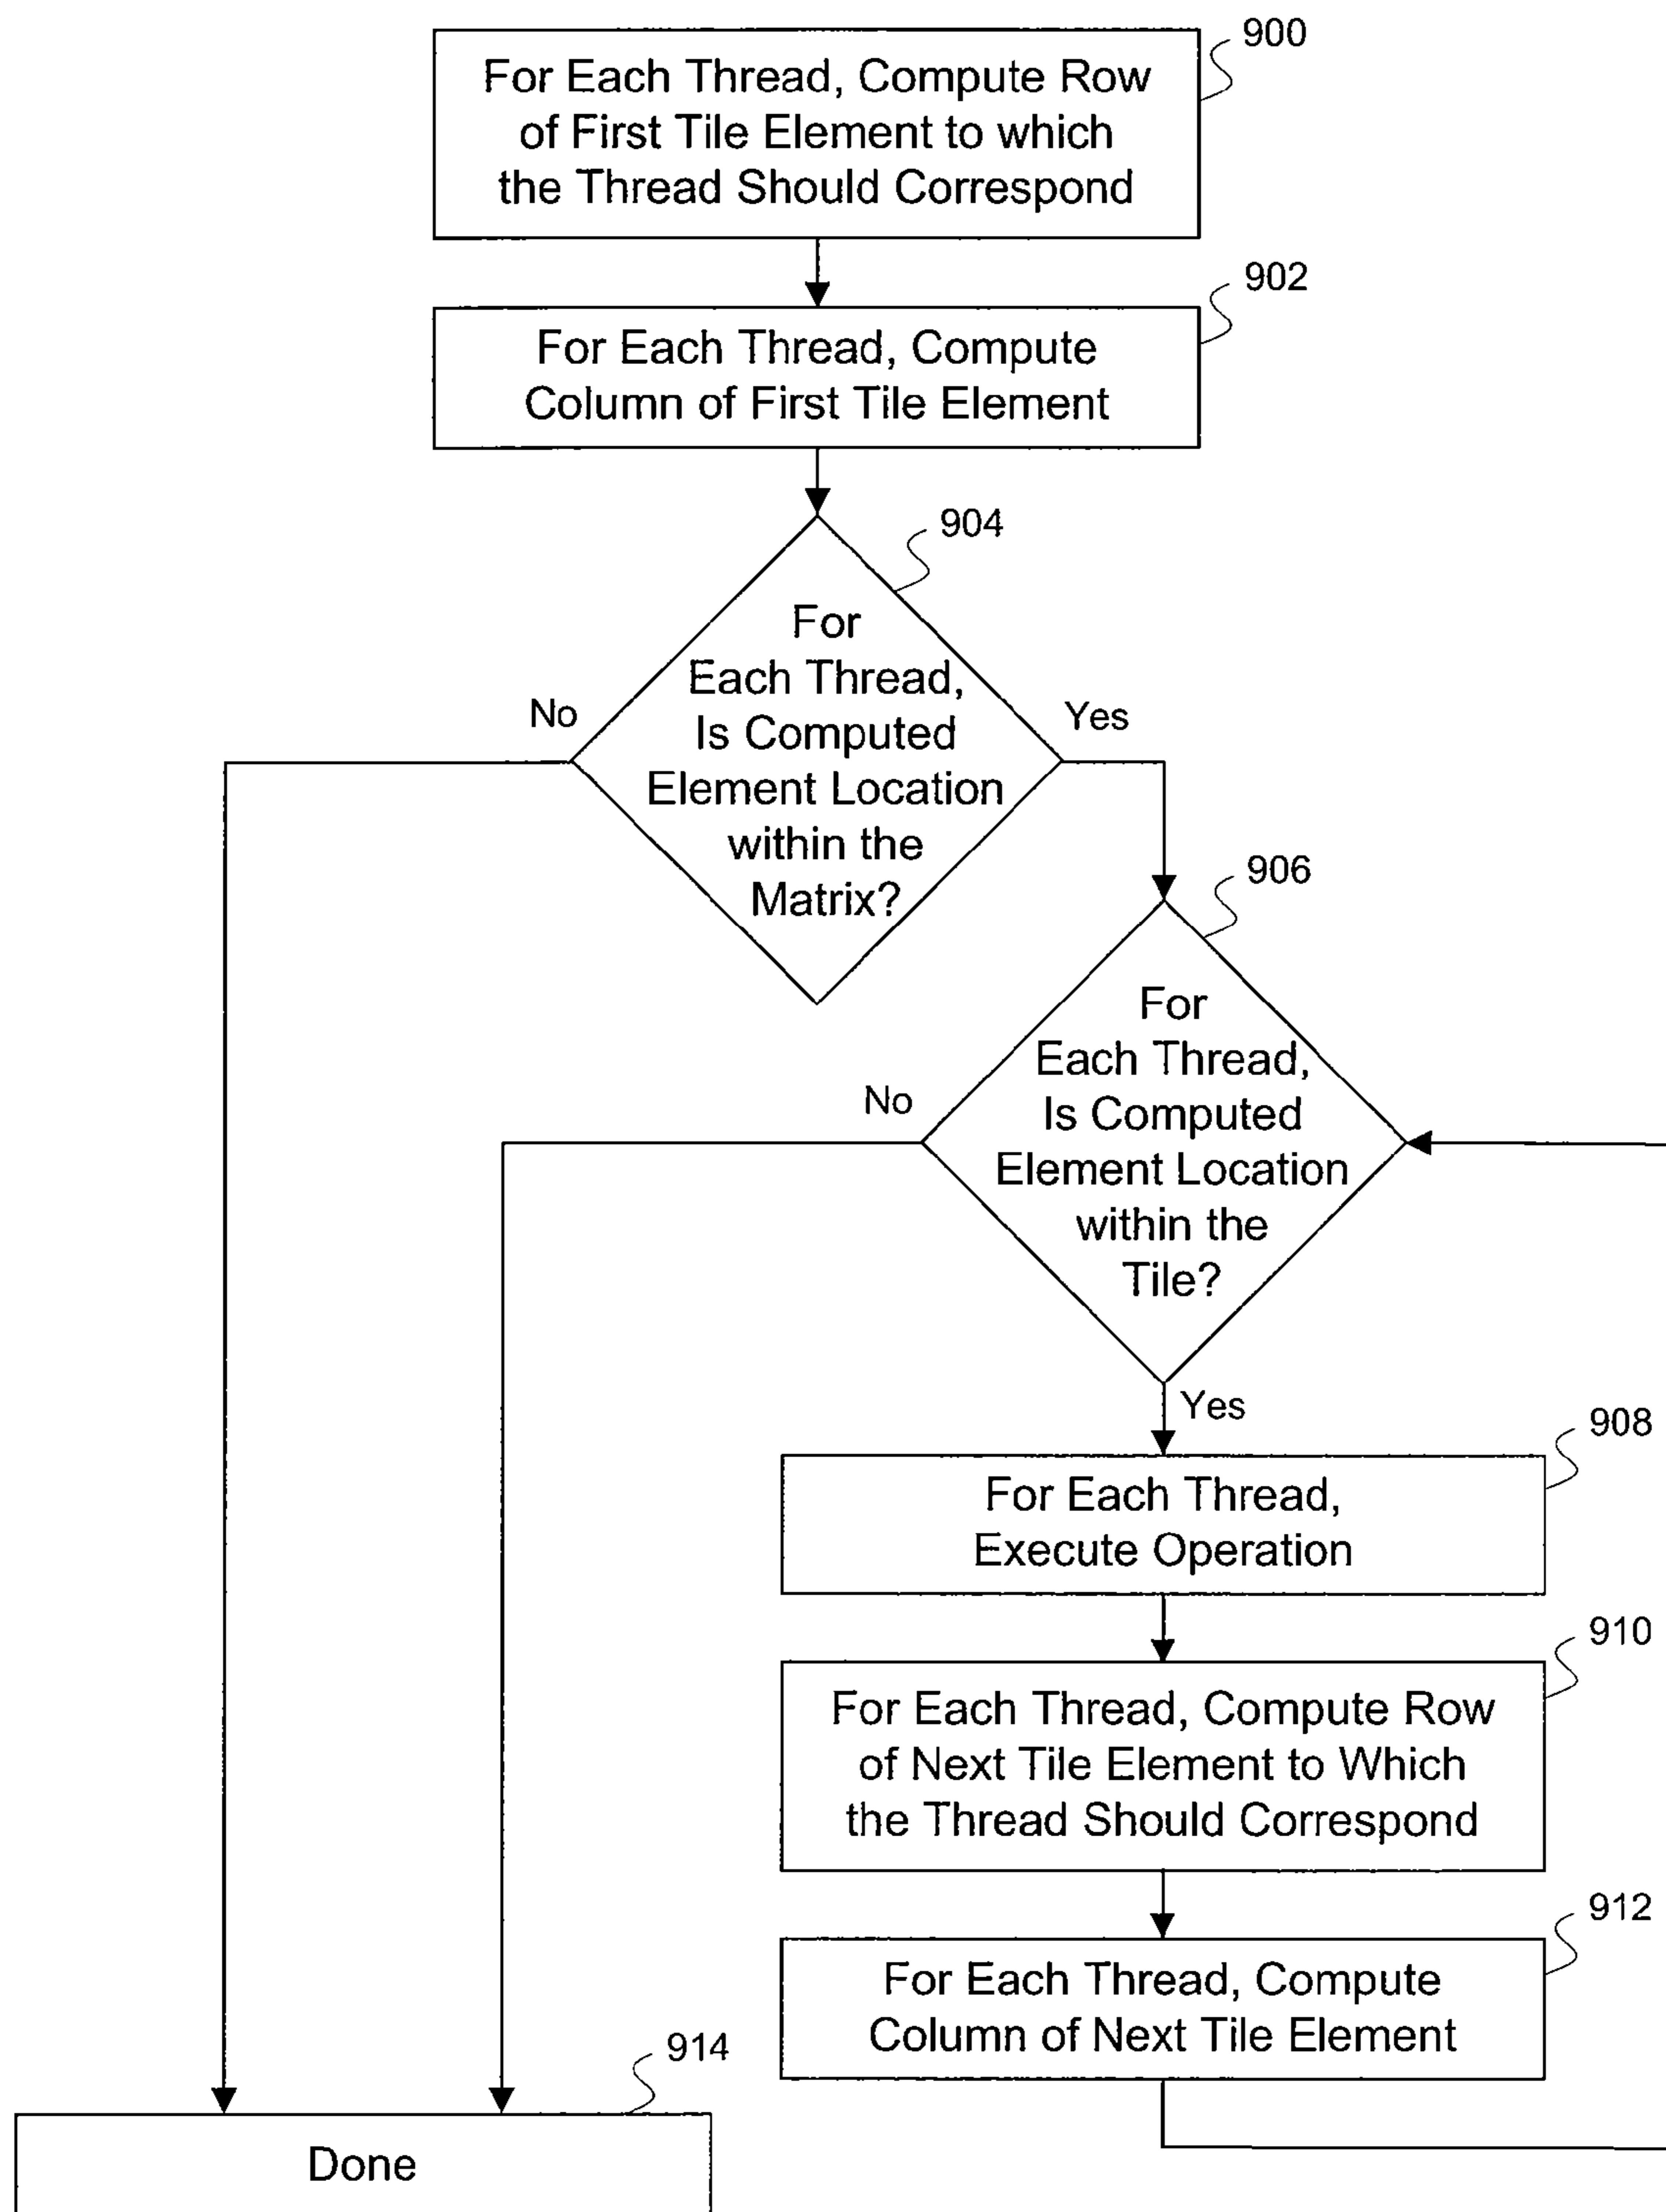 900
For Each Thread, Compute Row
of First Tile Element to which
the Thread Should Correspond
902
For Each Thread, Compute
Column of First Tile Element
904
For
Each Thread,
Is Computed
Element Location
within the
Matrix?
No
Yes
906
For
Each Thread,
Is Computed
Element Location
within the
Tile?
No
Yes
908
For Each Thread,
Execute Operation
910
For Each Thread, Compute Row
of Next Tile Element to Which
the Thread Should Correspond
912
For Each Thread, Compute
Column of Next Tile Element
914
Done